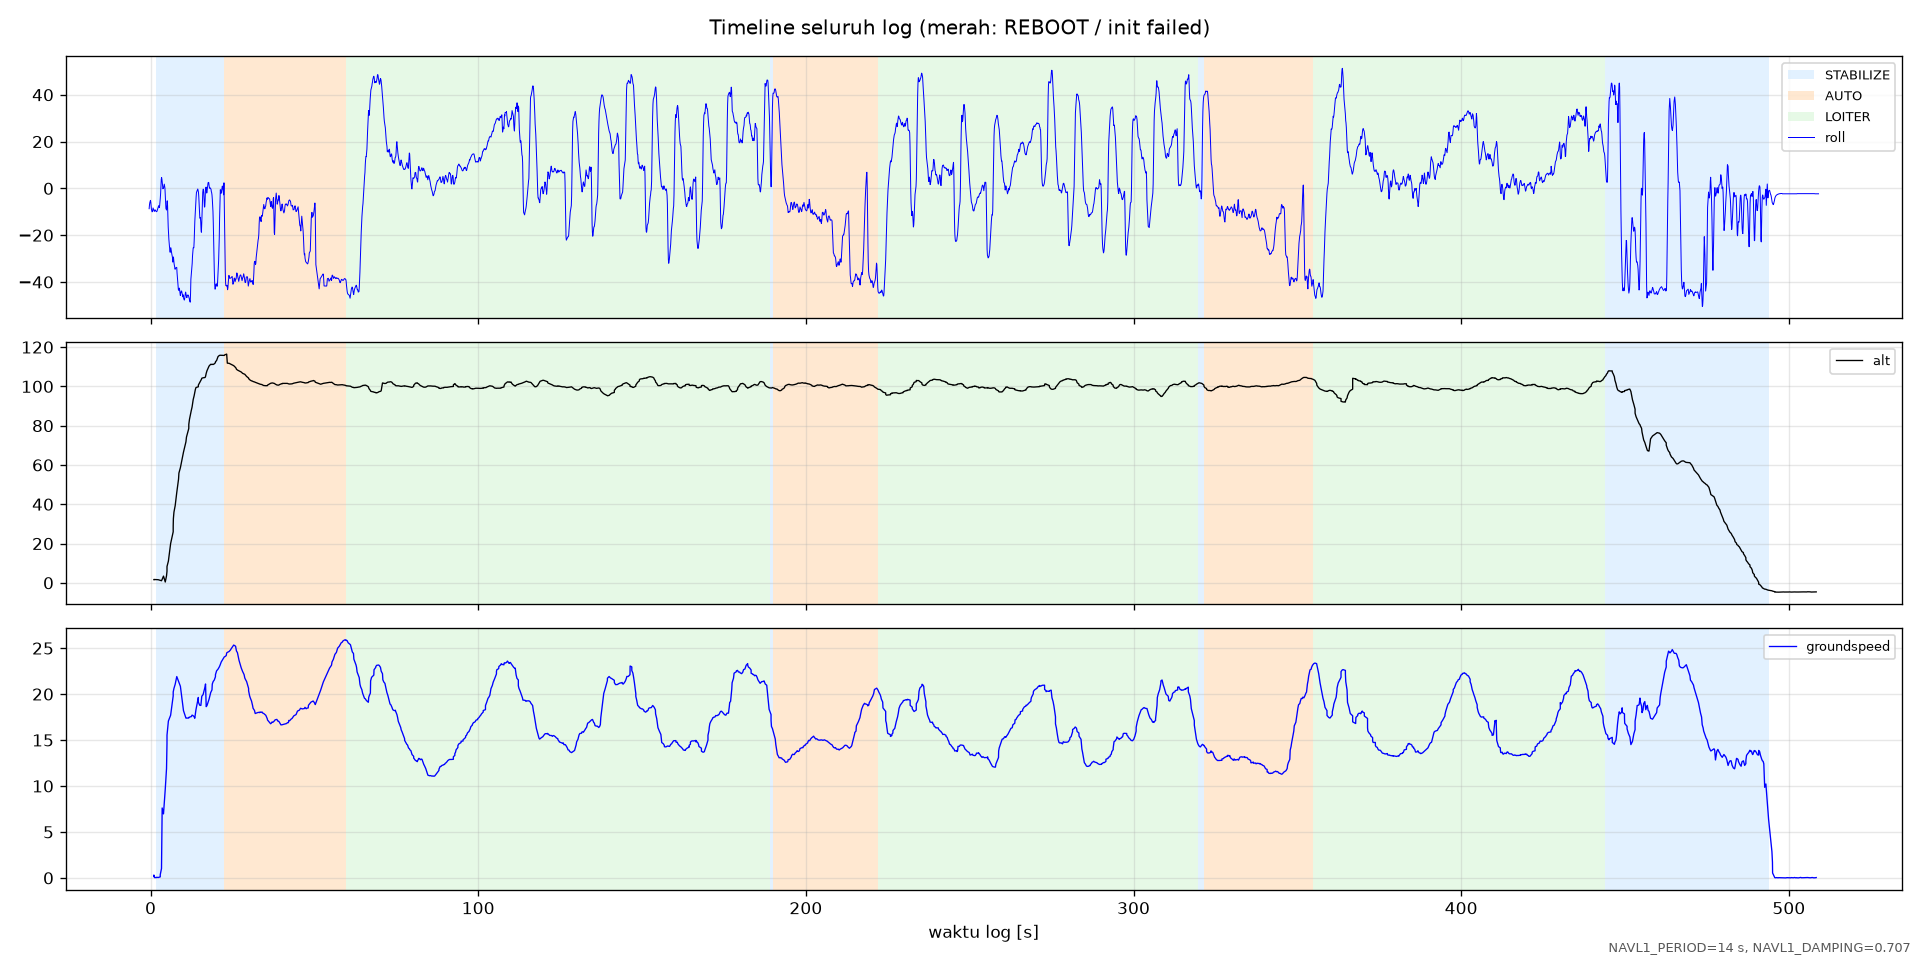 Timeline seluruh log (merah: REBOOT / init failed)
40
20
0
−20
−40
STABILIZE
AUTO
LOITER
roll
120
100
80
60
40
20
0
alt
25
20
15
10
5
0
groundspeed
0 100 200 300 400 500
waktu log [s]
NAVL1_PERIOD=14 s, NAVL1_DAMPING=0.707